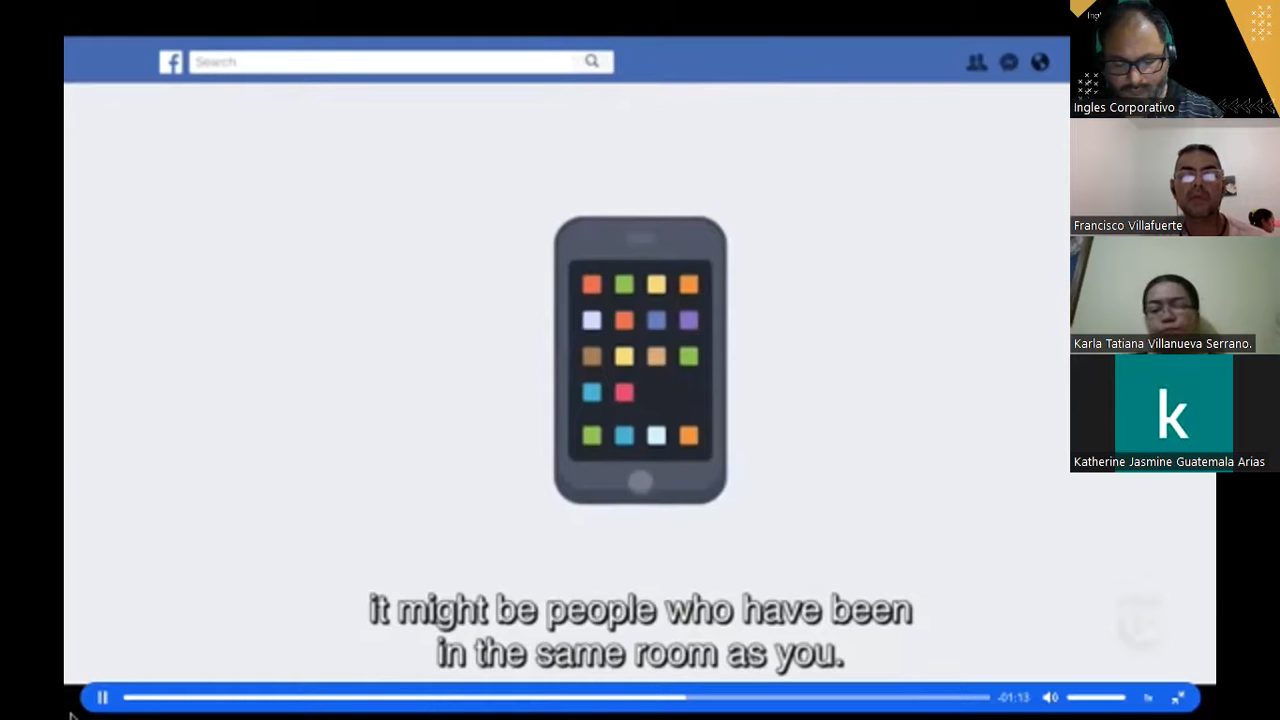 Search
it might be people who have been
in the same room as you.
-01:13
Ingles Corporativo
Francisco Villafuerte
Karla Tatiana Villanueva Serrano.
k
Katherine Jasmine Guatemala Arias